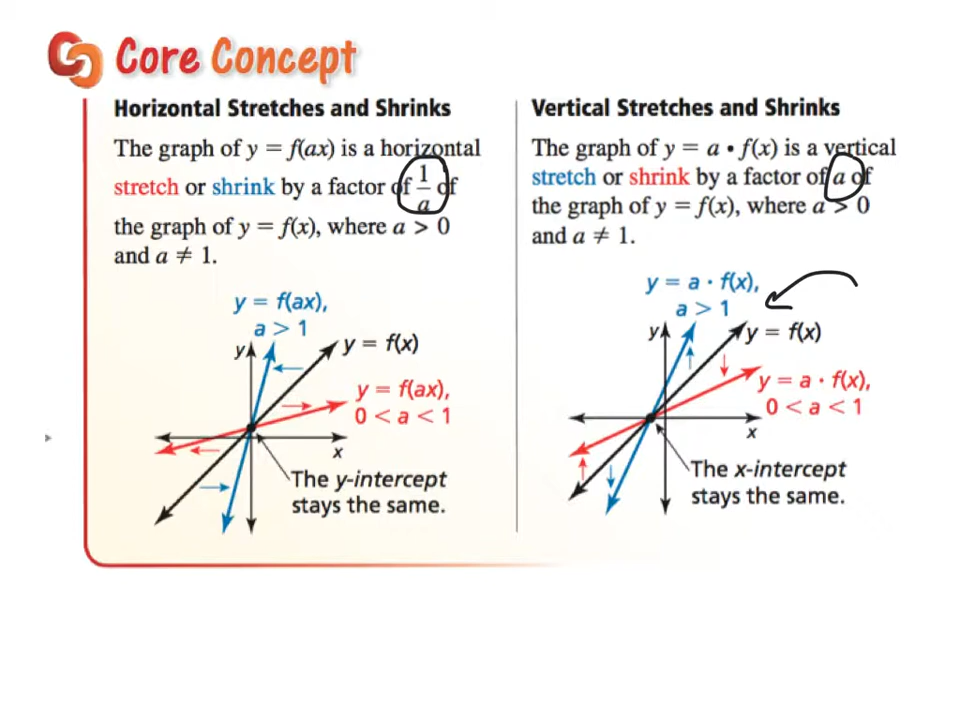 Core Concept
Horizontal Stretches and Shrinks
The graph of y = f(ax) is a horizontal
stretch or shrink by a factor of 1/a of
the graph of y = f(x), where a > 0
and a ≠ 1.
y = f(ax),
a > 1
y
y = f(x)
y = f(ax),
0 < a < 1
x
The y-intercept
stays the same.
Vertical Stretches and Shrinks
The graph of y = a • f(x) is a vertical
stretch or shrink by a factor of a of
the graph of y = f(x), where a > 0
and a ≠ 1.
y = a · f(x),
a > 1
y
y = f(x)
y = a · f(x),
0 < a < 1
x
The x-intercept
stays the same.